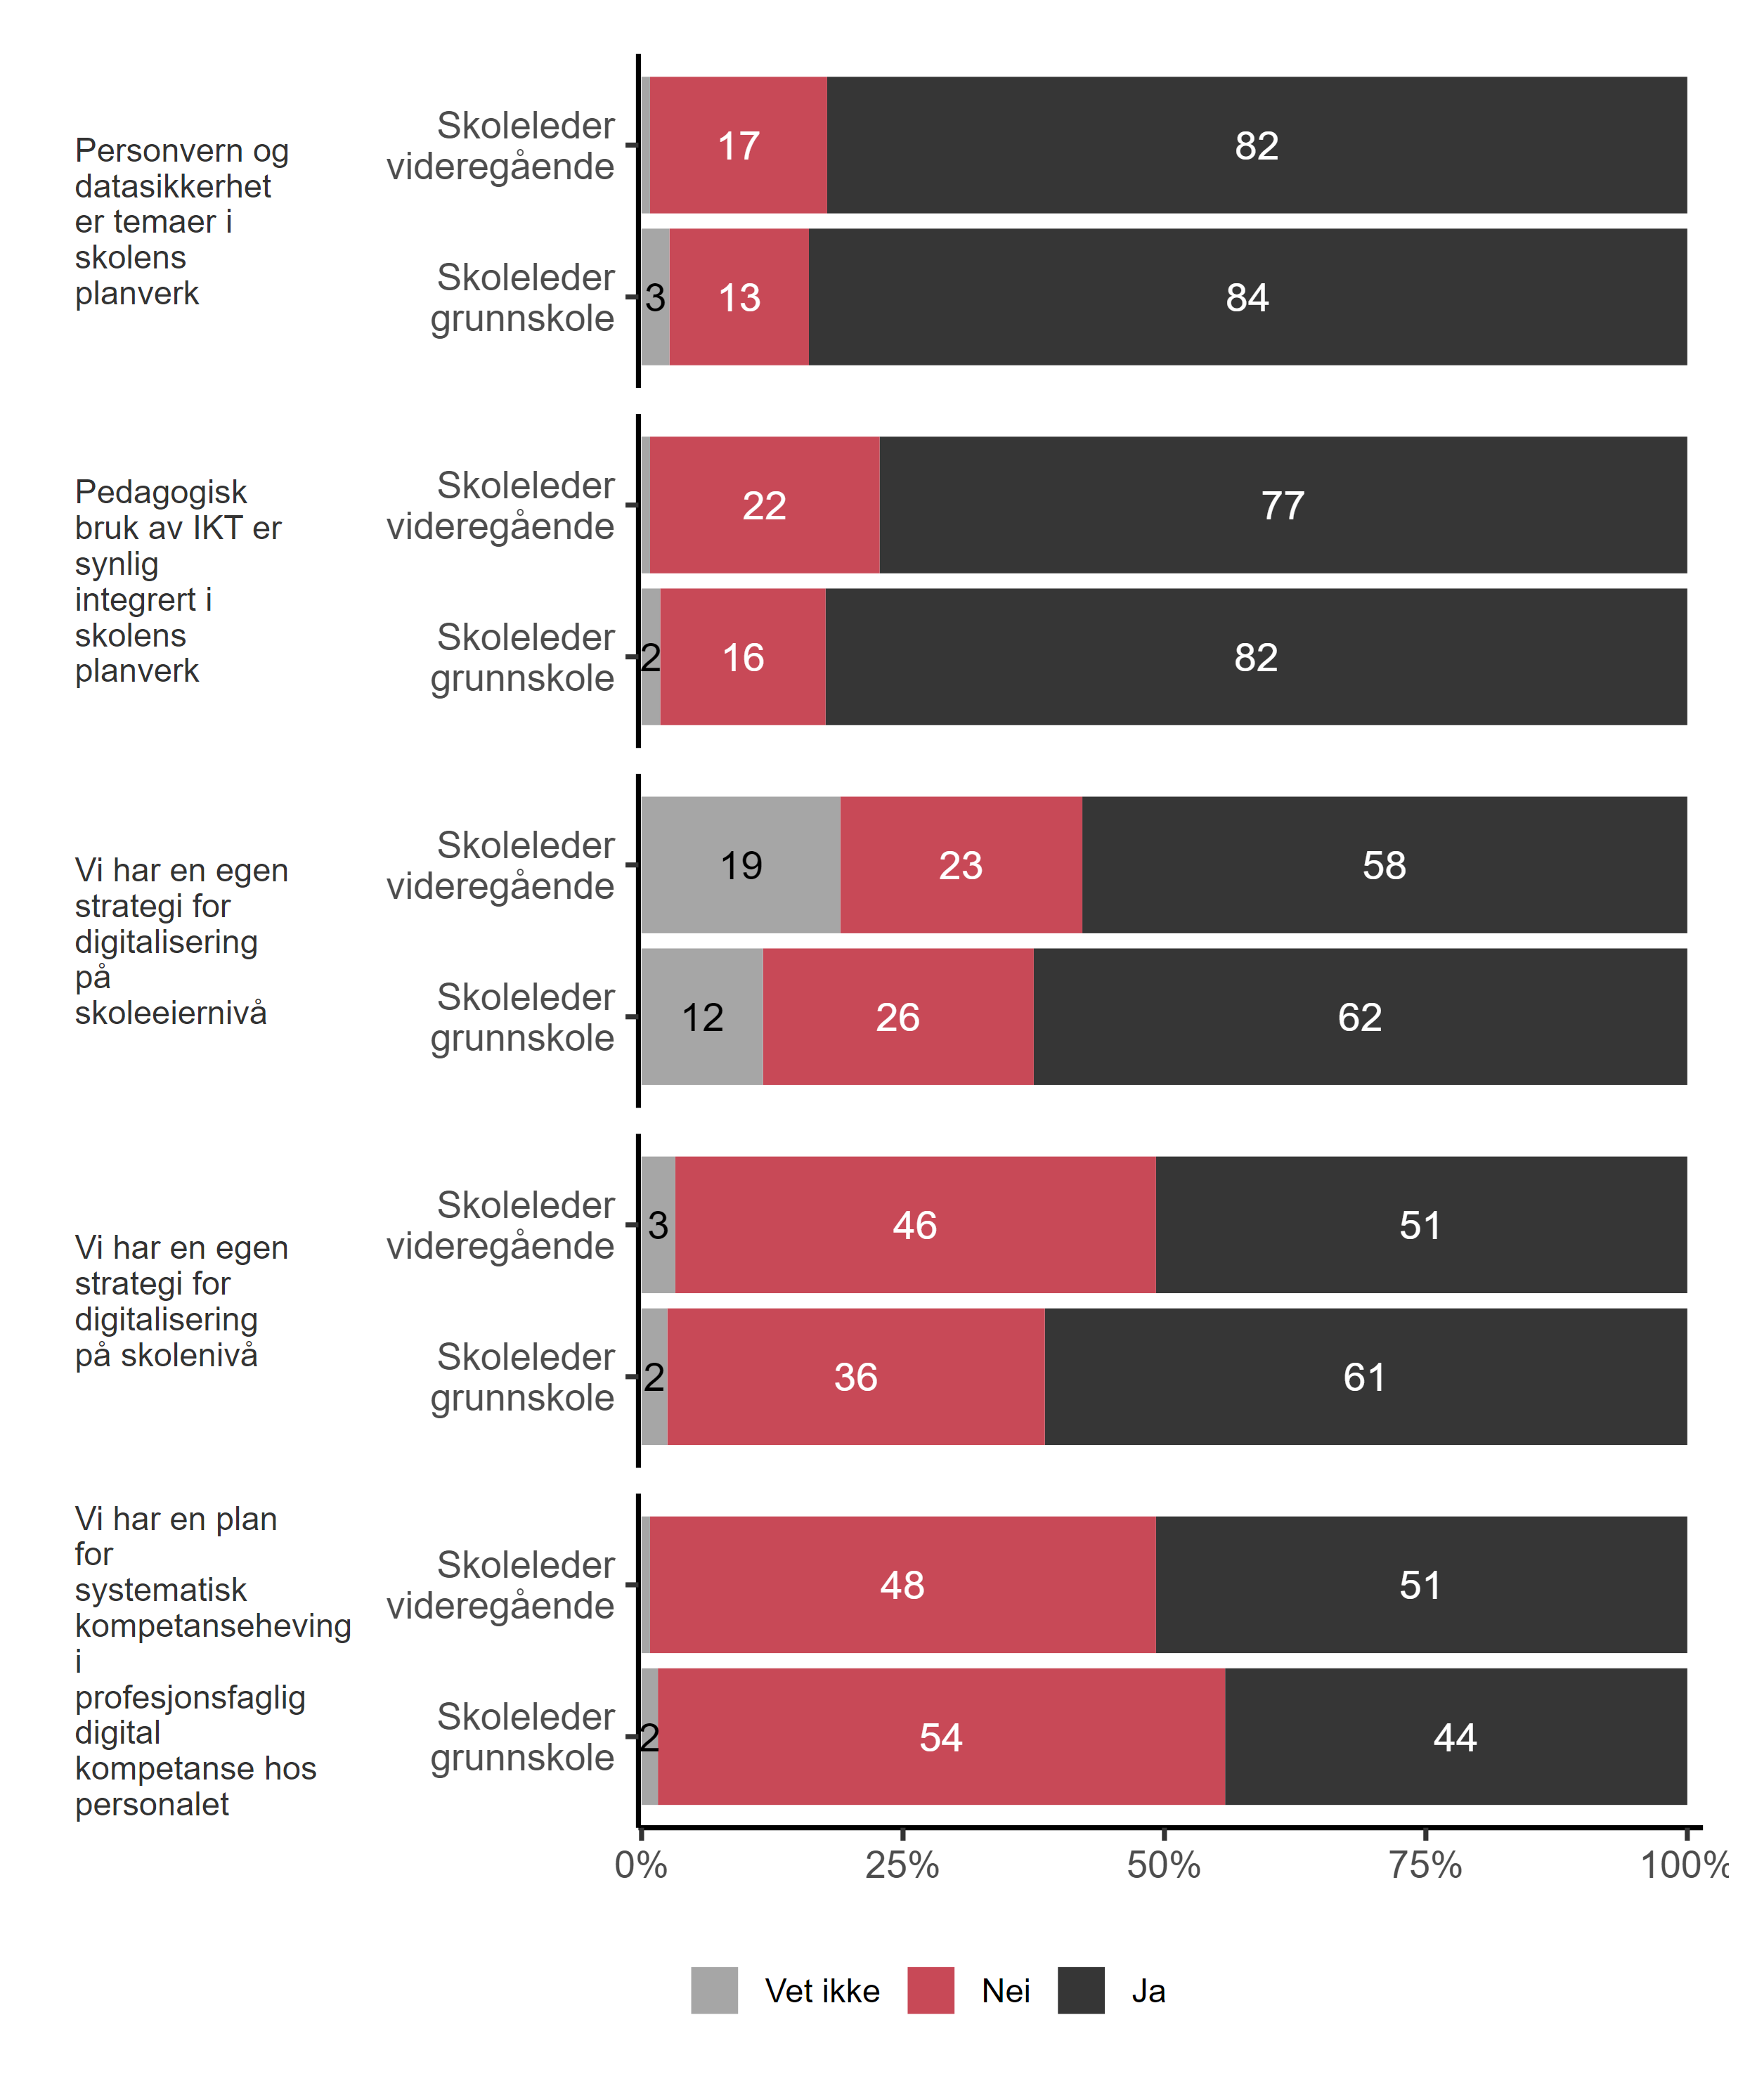 Personvern og
datasikkerhet
er temaer i
skolens
planverk
Skoleleder
videregående
17
82
Skoleleder
grunnskole
3
13
84
Pedagogisk
bruk av IKT er
synlig
integrert i
skolens
planverk
Skoleleder
videregående
22
77
Skoleleder
grunnskole
2
16
82
Vi har en egen
strategi for
digitalisering
på
skoleeiernivå
Skoleleder
videregående
19
23
58
Skoleleder
grunnskole
12
26
62
Vi har en egen
strategi for
digitalisering
på skolenivå
Skoleleder
videregående
3
46
51
Skoleleder
grunnskole
2
36
61
Vi har en plan
for
systematisk
kompetanseheving
i
profesjonsfaglig
digital
kompetanse hos
personalet
Skoleleder
videregående
48
51
Skoleleder
grunnskole
2
54
44
0% 25% 50% 75% 100%
Vet ikke Nei Ja